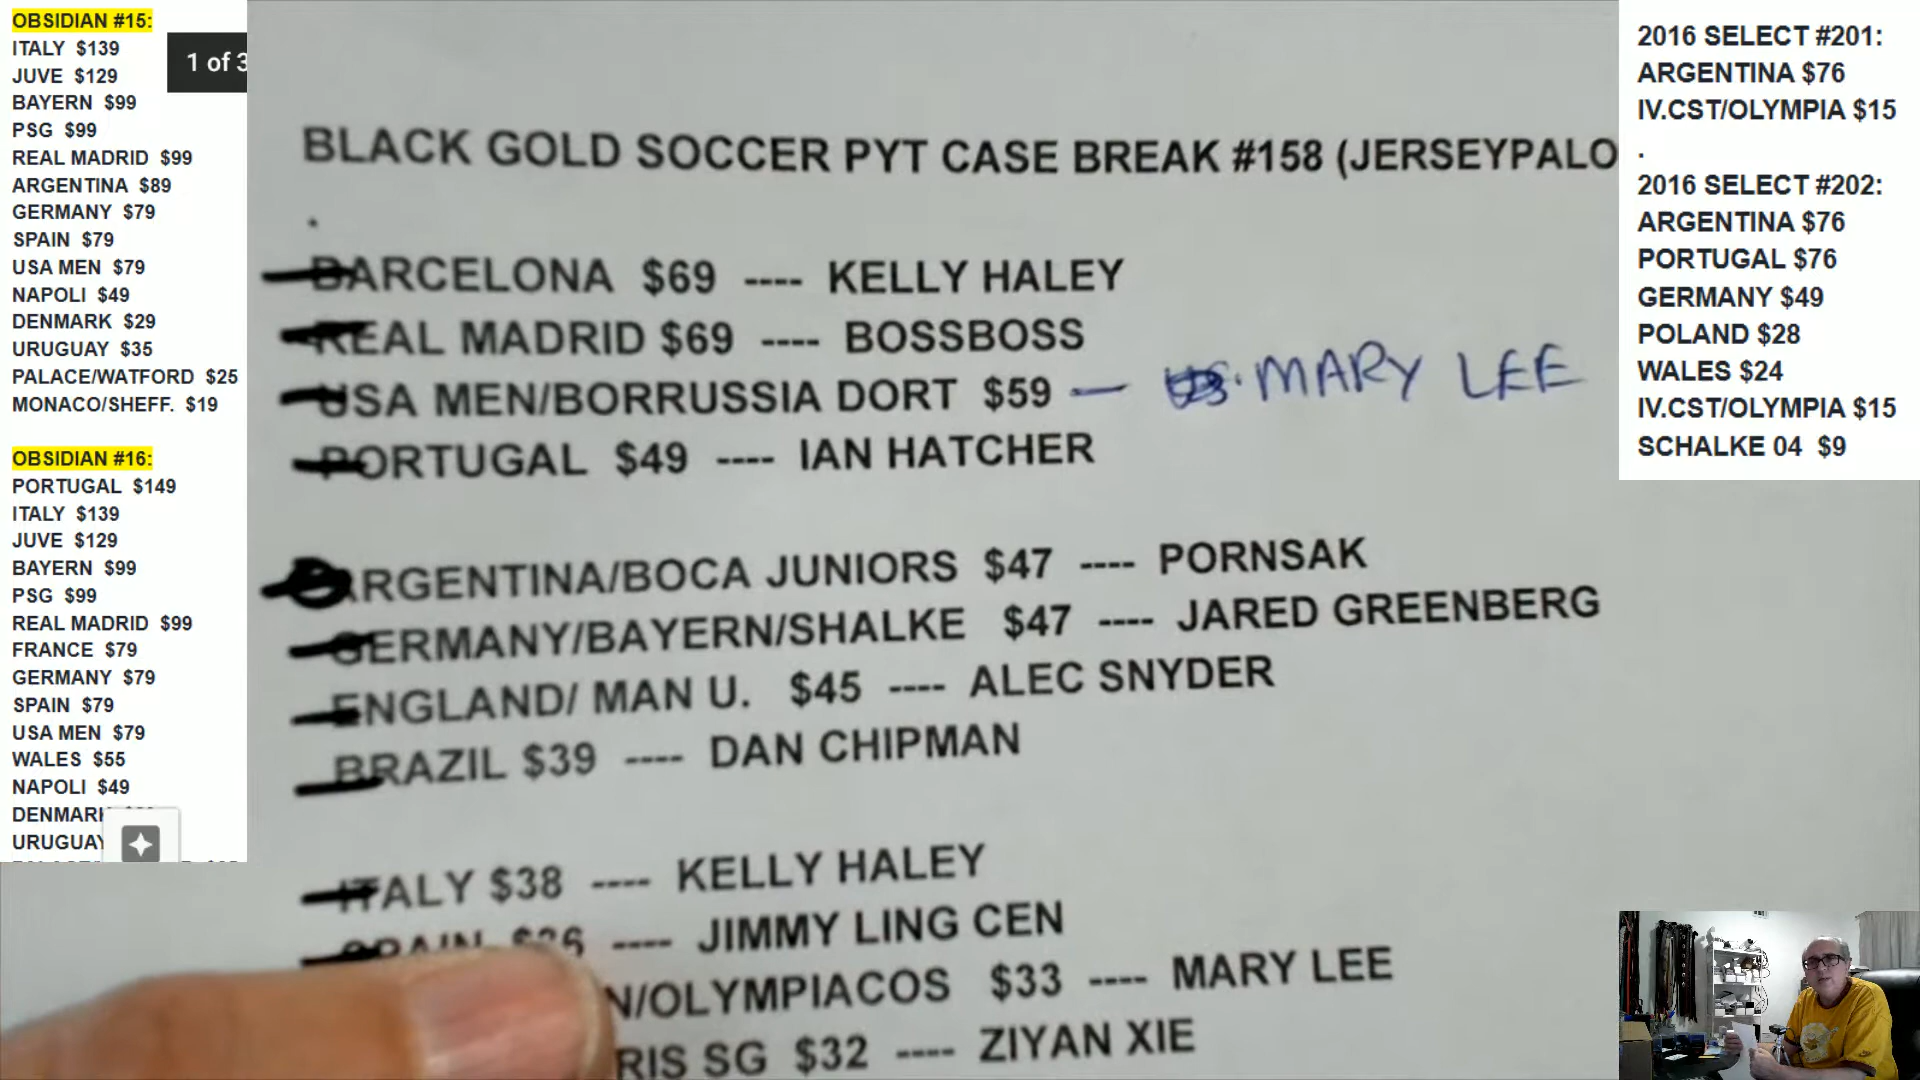 OBSIDIAN #15:
ITALY $139
JUVE $129
BAYERN $99
PSG $99
REAL MADRID $99
ARGENTINA $89
GERMANY $79
SPAIN $79
USA MEN $79
NAPOLI $49
DENMARK $29
URUGUAY $35
PALACE/WATFORD $25
MONACO/SHEFF. $19
OBSIDIAN #16:
PORTUGAL $149
ITALY $139
JUVE $129
BAYERN $99
PSG $99
REAL MADRID $99
FRANCE $79
GERMANY $79
SPAIN $79
USA MEN $79
WALES $55
NAPOLI $49
DENMARK
URUGUAY
1 of 3
BLACK GOLD SOCCER PYT CASE BREAK #158 (JERSEYPALO
.
BARCELONA $69 ---- KELLY HALEY
REAL MADRID $69 ---- BOSSBOSS
USA MEN/BORRUSSIA DORT $59 — MARY LEE
PORTUGAL $49 ---- IAN HATCHER
ARGENTINA/BOCA JUNIORS $47 ---- PORNSAK
GERMANY/BAYERN/SHALKE $47 ---- JARED GREENBERG
ENGLAND/ MAN U. $45 ---- ALEC SNYDER
BRAZIL $39 ---- DAN CHIPMAN
ITALY $38 ---- KELLY HALEY
SPAIN $36 ---- JIMMY LING CEN
N/OLYMPIACOS $33 ---- MARY LEE
RIS SG $32 ---- ZIYAN XIE
2016 SELECT #201:
ARGENTINA $76
IV.CST/OLYMPIA $15
.
2016 SELECT #202:
ARGENTINA $76
PORTUGAL $76
GERMANY $49
POLAND $28
WALES $24
IV.CST/OLYMPIA $15
SCHALKE 04 $9